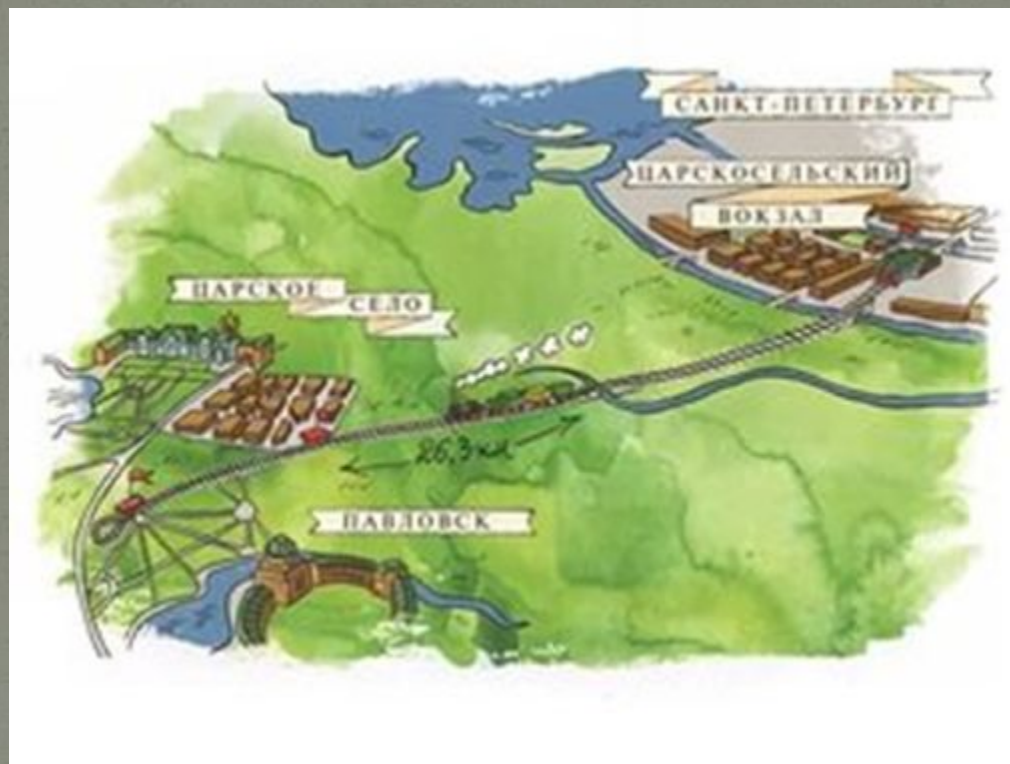 САНКТ-ПЕТЕРБУРГ
ЦАРСКОСЕЛЬСКИЙ
ВОКЗАЛ
ЦАРСКОЕ
СЕЛО
26,3 км
ПАВЛОВСК